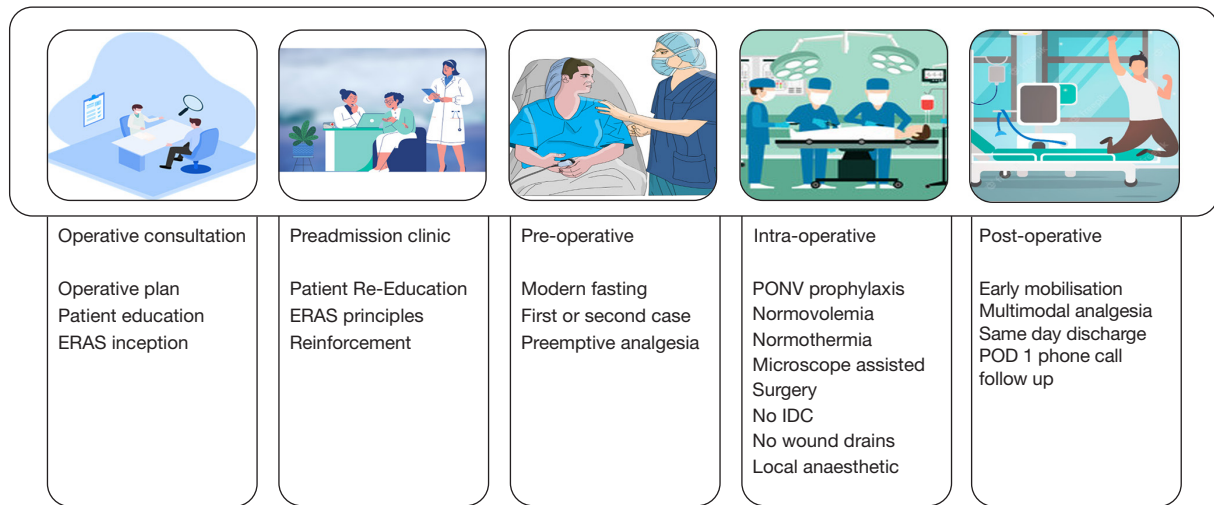 Operative consultation
Operative plan
Patient education
ERAS inception
Preadmission clinic
Patient Re-Education
ERAS principles
Reinforcement
Pre-operative
Modern fasting
First or second case
Preemptive analgesia
Intra-operative
PONV prophylaxis
Normovolemia
Normothermia
Microscope assisted
Surgery
No IDC
No wound drains
Local anaesthetic
Post-operative
Early mobilisation
Multimodal analgesia
Same day discharge
POD 1 phone call
follow up